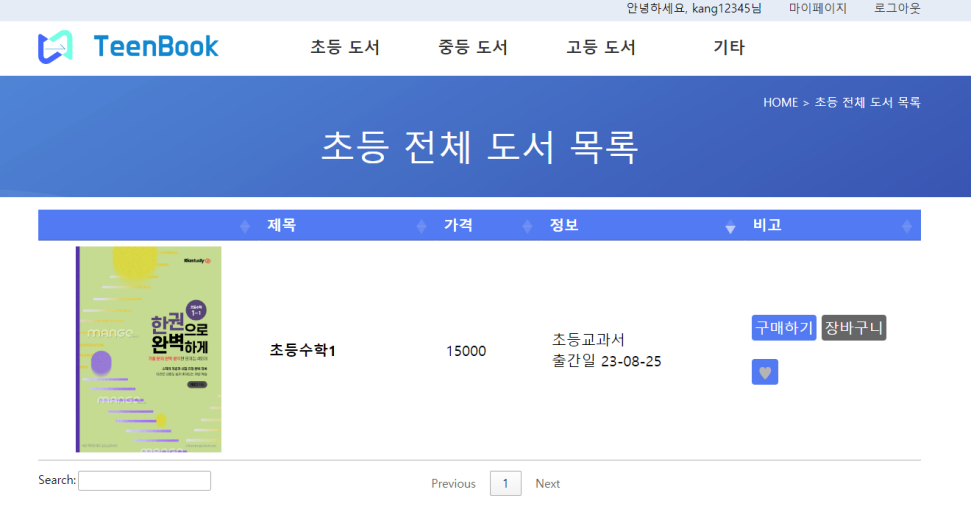 안녕하세요, kang12345님 마이페이지 로그아웃
TeenBook 초등 도서 중등 도서 고등 도서 기타
HOME > 초등 전체 도서 목록
초등 전체 도서 목록
제목 가격 정보 비고
한권으로
완벽하게
1-1
MANGO
MANGO
초등수학1
15000
초등교과서
출간일 23-08-25
구매하기 장바구니
Search: Previous 1 Next